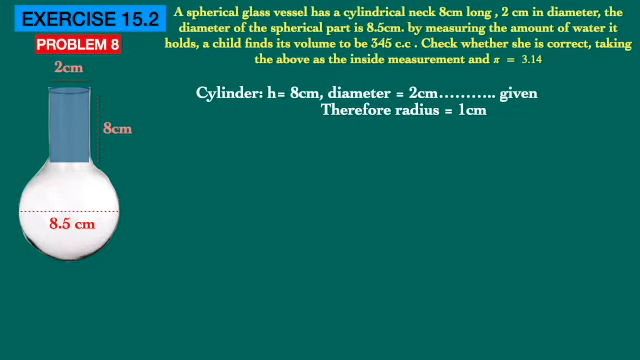 EXERCISE 15.2
PROBLEM 8
A spherical glass vessel has a cylindrical neck 8cm long , 2 cm in diameter, the
diameter of the spherical part is 8.5cm. by measuring the amount of water it
holds, a child finds its volume to be 345 c.c . Check whether she is correct, taking
the above as the inside measurement and π = 3.14
2cm
8cm
8.5 cm
Cylinder: h= 8cm, diameter = 2cm……….. given
Therefore radius = 1cm